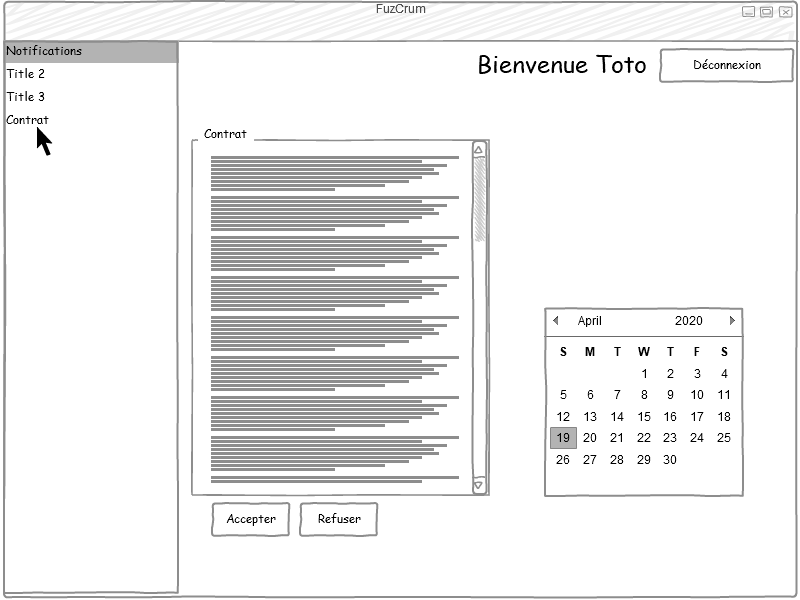 FuzCrum
Notifications
Title 2
Title 3
Contrat
Bienvenue Toto
Déconnexion
Contrat
Accepter
Refuser
April 2020
S M T W T F S
1 2 3 4
5 6 7 8 9 10 11
12 13 14 15 16 17 18
19 20 21 22 23 24 25
26 27 28 29 30